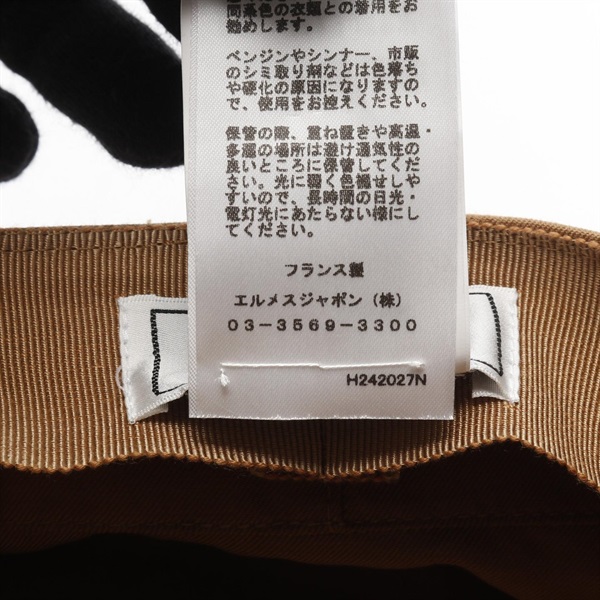 間系色の衣類との着用をお
勧めします。
ベンジンやシンナー、市販
のシミ取り剤などは色落ち
や硬化の原因になりますの
で、使用をお控えください。
保管の際、重ね置きや高温・
多湿の場所は避け通気性の
良いところに保管してくだ
さい。光に弱く色褪せしや
すいので、長時間の日光・
電灯光にあたらない様にし
てください。
フランス製
エルメスジャポン（株）
03-3569-3300
H242027N